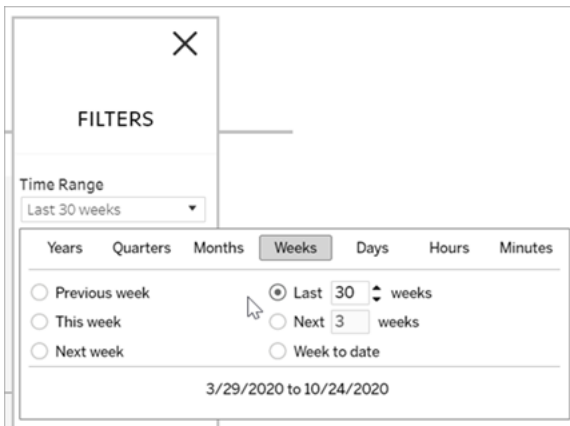 FILTERS
Time Range
Last 30 weeks
Years Quarters Months Weeks Days Hours Minutes
Previous week Last 30 weeks
This week Next 3 weeks
Next week Week to date
3/29/2020 to 10/24/2020